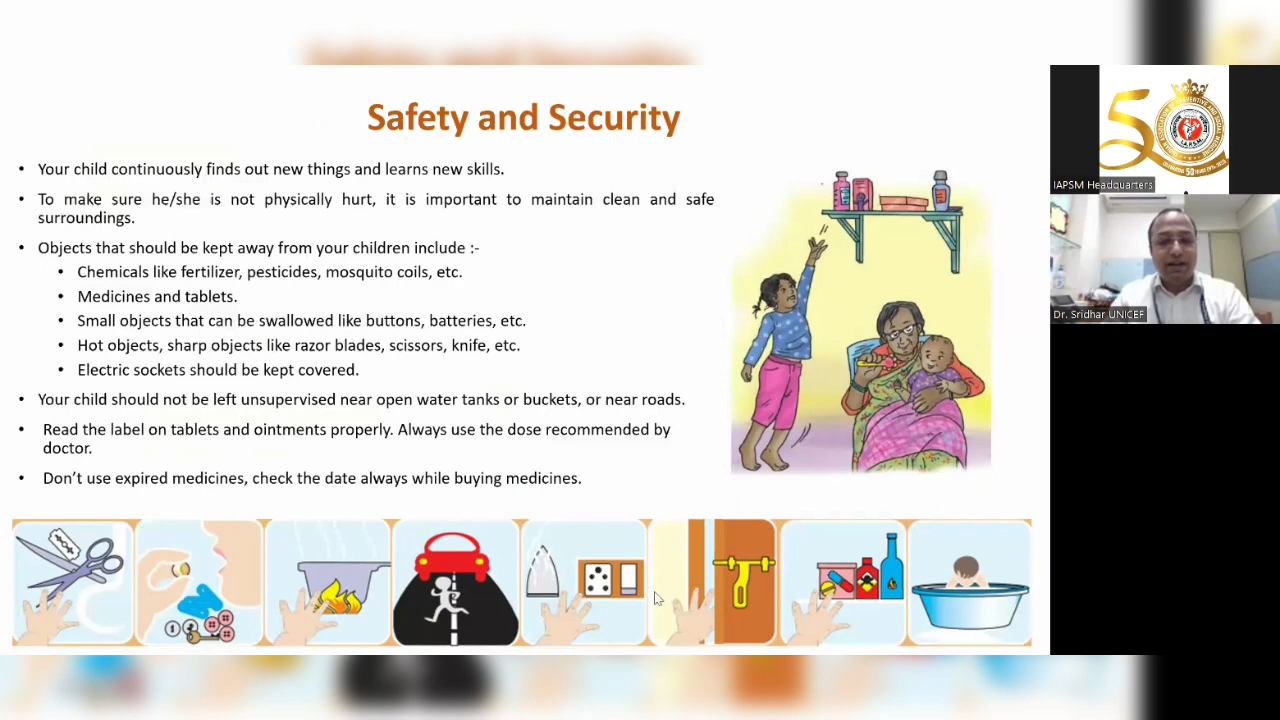 Safety and Security
• Your child continuously finds out new things and learns new skills.
• To make sure he/she is not physically hurt, it is important to maintain clean and safe
surroundings.
• Objects that should be kept away from your children include :-
• Chemicals like fertilizer, pesticides, mosquito coils, etc.
• Medicines and tablets.
• Small objects that can be swallowed like buttons, batteries, etc.
• Hot objects, sharp objects like razor blades, scissors, knife, etc.
• Electric sockets should be kept covered.
• Your child should not be left unsupervised near open water tanks or buckets, or near roads.
• Read the label on tablets and ointments properly. Always use the dose recommended by
doctor.
• Don’t use expired medicines, check the date always while buying medicines.
50
I.A.P.S.M.
IAPSM Headquarters
Dr. Sridhar UNICEF